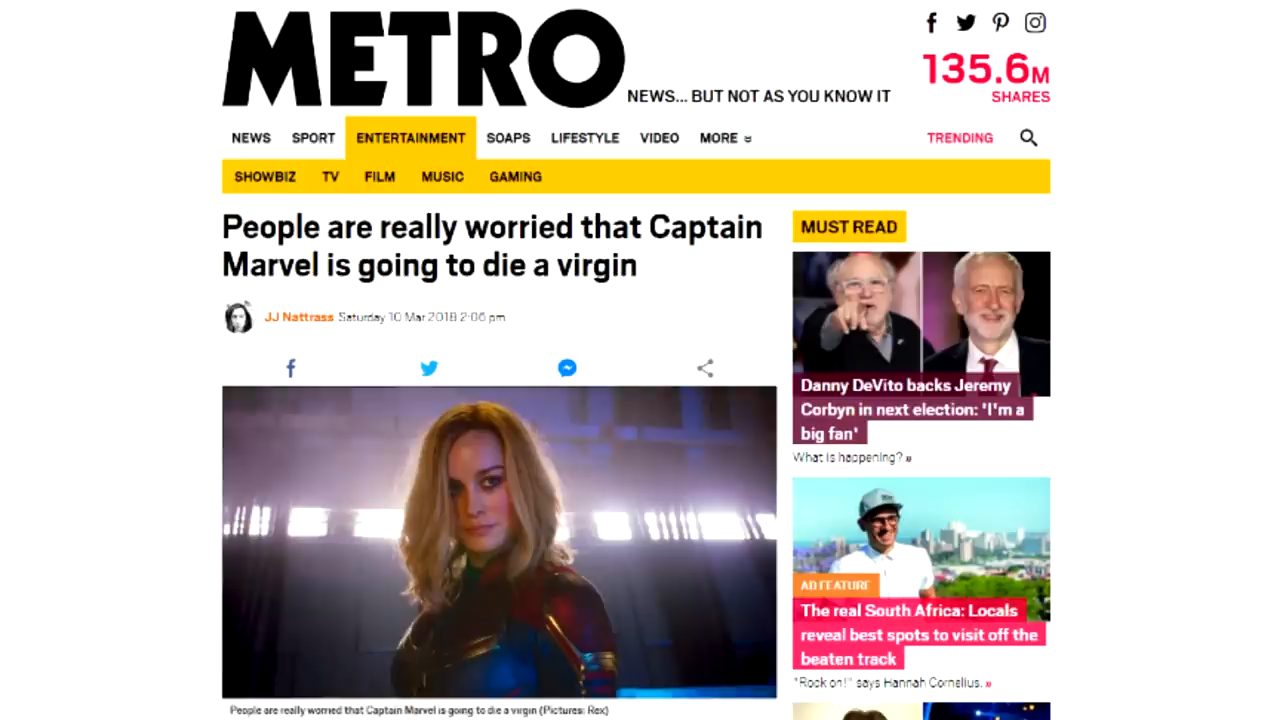 METRO
NEWS... BUT NOT AS YOU KNOW IT
135.6M
SHARES
NEWS SPORT ENTERTAINMENT SOAPS LIFESTYLE VIDEO MORE
TRENDING
SHOWBIZ TV FILM MUSIC GAMING
People are really worried that Captain
Marvel is going to die a virgin
JJ Nattrass Saturday 10 Mar 2018 2:06 pm
People are really worried that Captain Marvel is going to die a virgin (Pictures: Rex)
MUST READ
Danny DeVito backs Jeremy
Corbyn in next election: 'I'm a
big fan'
What is happening? »
AD FEATURE
The real South Africa: Locals
reveal best spots to visit off the
beaten track
"Rock on!" says Hannah Cornelius. »